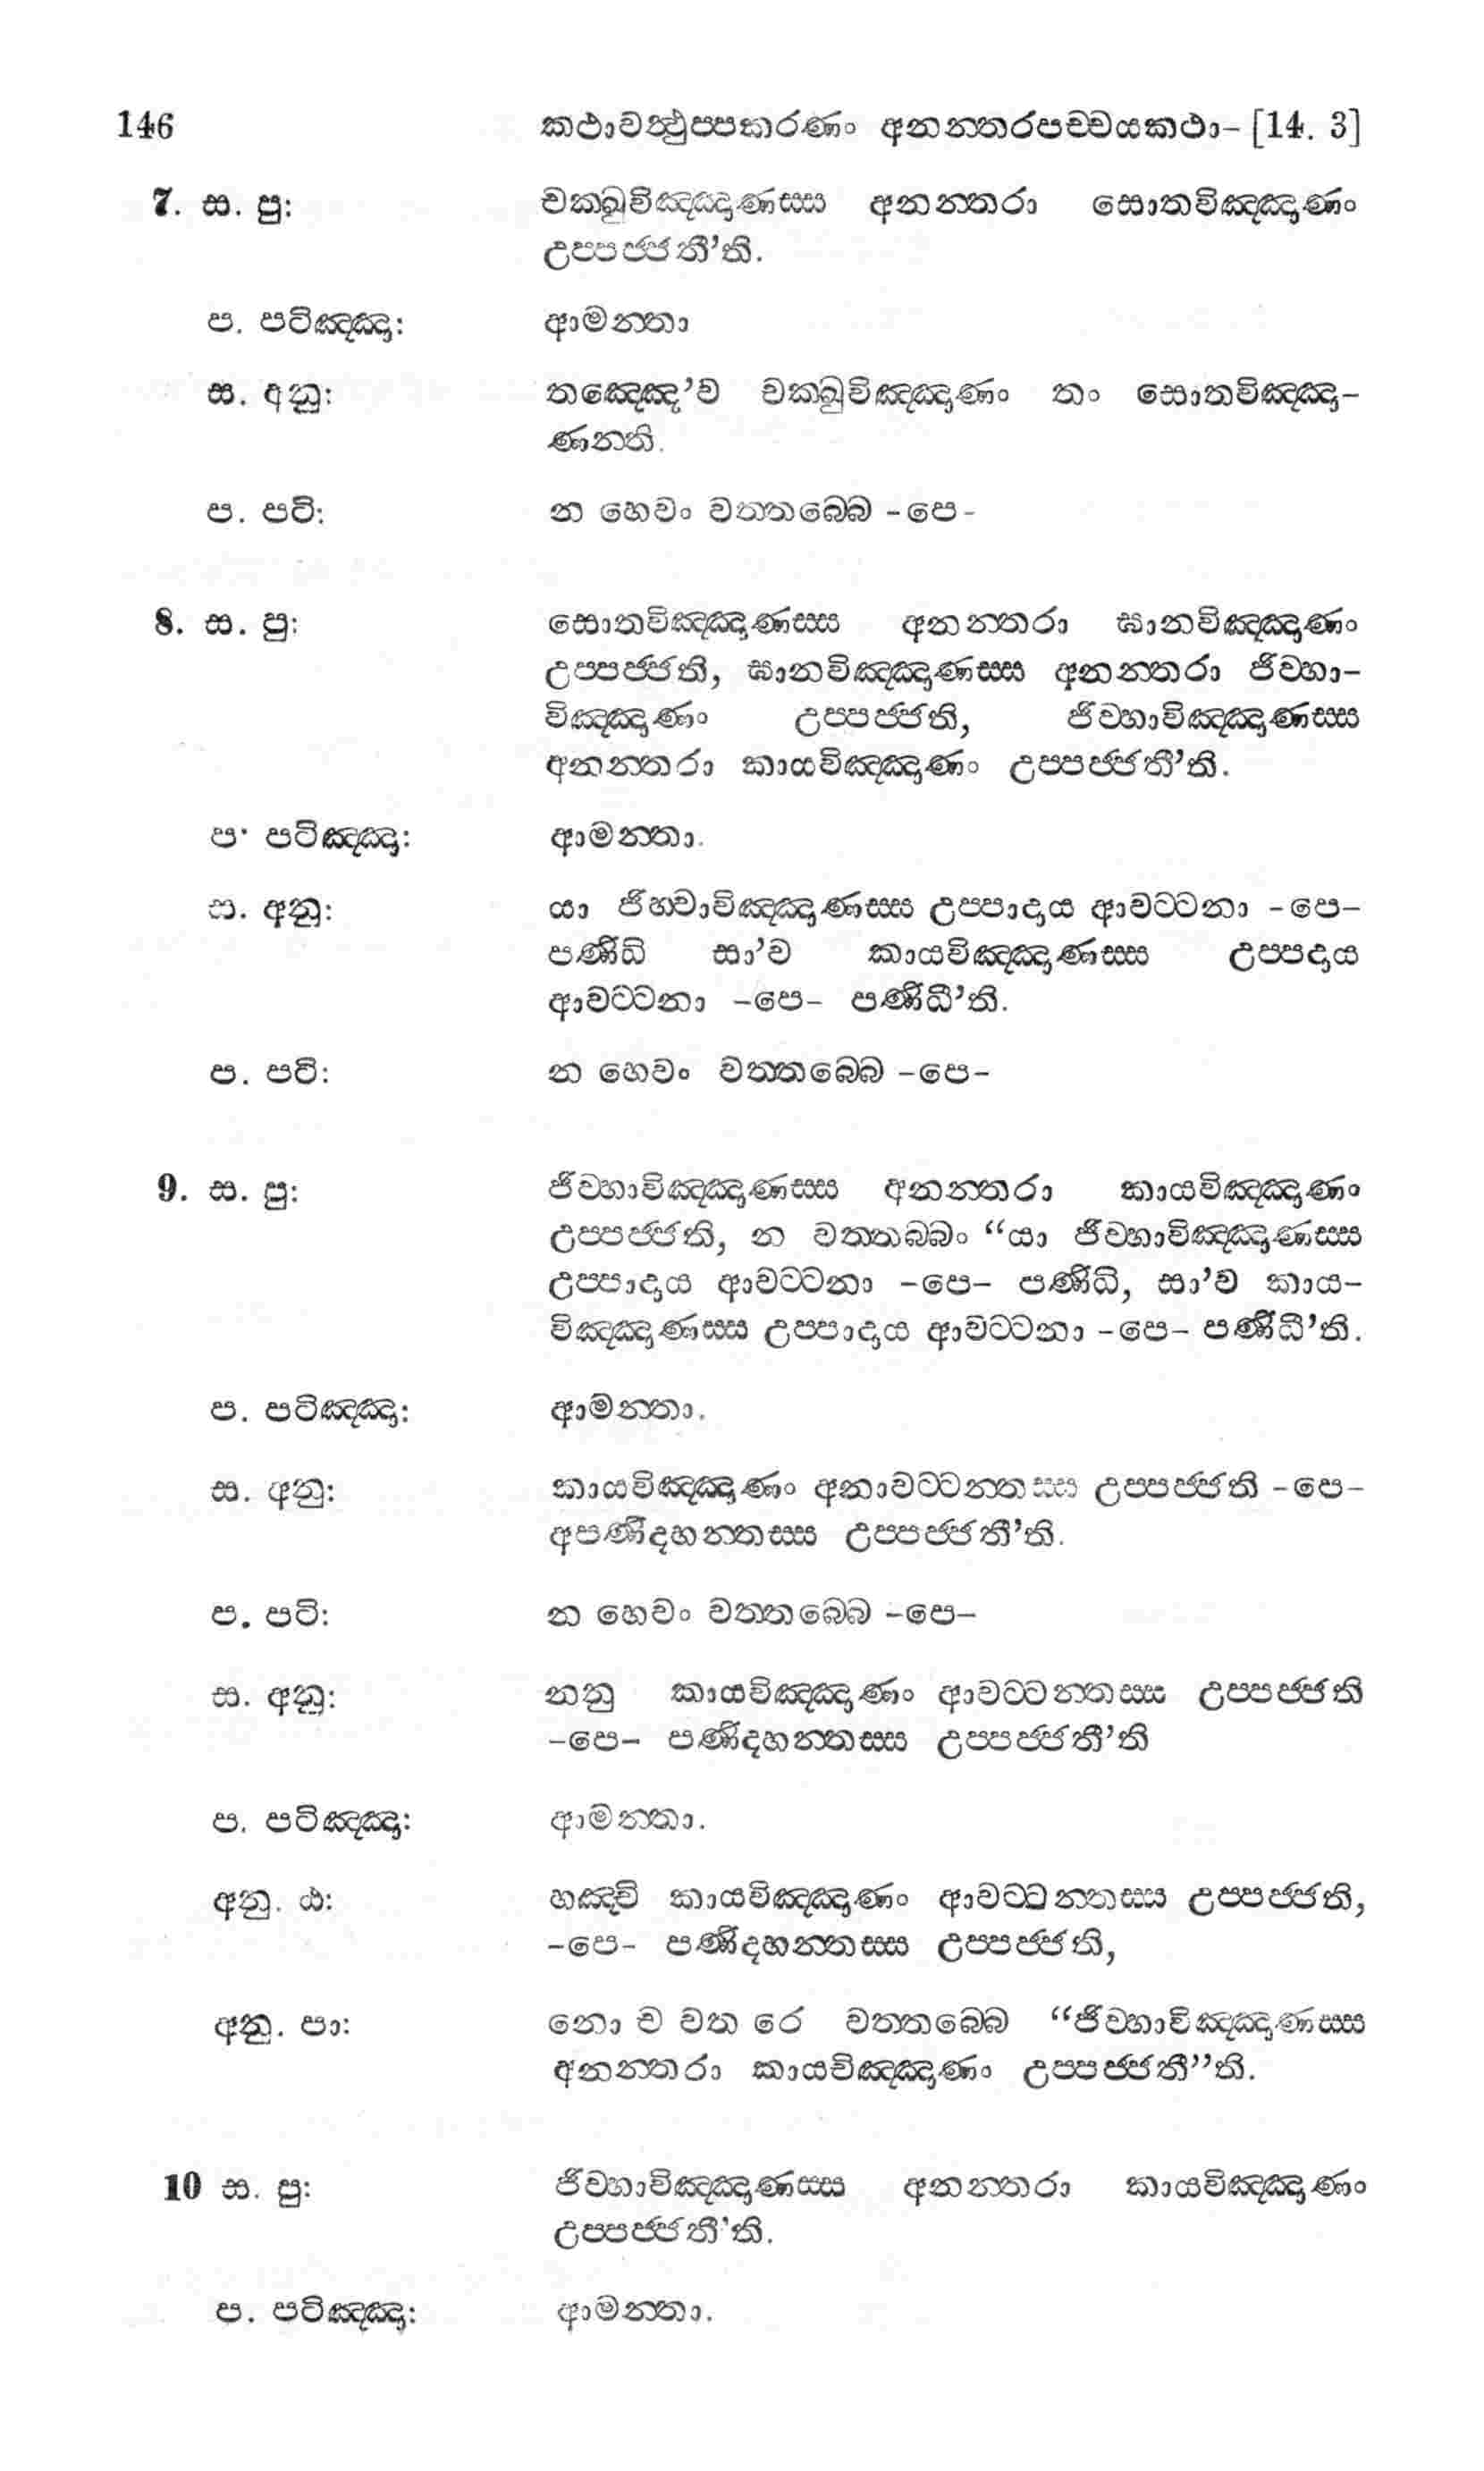 146 කථාවත්‍ථුප්පකරණං අනන්තරපච්චයකථා- [14. 3]
7. ස. පු: චක්ඛුවිඤ්ඤාණස්ස අනන්තරා සොතවිඤ්ඤාණං
උප්පජ්ජතී’ති.
ප. පටිඤ්ඤා: ආමන්තා
ස. අනු: තඤ්ඤේ’ව චක්ඛුවිඤ්ඤාණං තං සොතවිඤ්ඤා-
ණන්ති.
ප. පටි: න හෙවං වත්තබ්බෙ -පෙ-
8. ස. පු: සොතවිඤ්ඤාණස්ස අනන්තරා ඝානවිඤ්ඤාණං
උප්පජ්ජති, ඝානවිඤ්ඤාණස්ස අනන්තරා ජිව්හා-
විඤ්ඤාණං උප්පජ්ජති, ජිව්හාවිඤ්ඤාණස්ස
අනන්තරා කායවිඤ්ඤාණං උප්පජ්ජතී’ති.
ප. පටිඤ්ඤා: ආමන්තා.
ස. අනු: යා ජිහ්වාවිඤ්ඤාණස්ස උප්පාදාය ආවට්ටනා -පෙ-
පණිධි සා’ව කායවිඤ්ඤාණස්ස උප්පදාය
ආවට්ටනා -පෙ- පණිධී’ති.
ප. පටි: න හෙවං වත්තබ්බෙ -පෙ-
9. ස. පු: ජිව්හාවිඤ්ඤාණස්ස අනන්තරා කායවිඤ්ඤාණං
උප්පජ්ජති, න වත්තබ්බං “යා ජිව්හාවිඤ්ඤාණස්ස
උප්පාදාය ආවට්ටනා -පෙ- පණිධි, සා’ව කාය-
විඤ්ඤාණස්ස උප්පාදාය ආවට්ටනා -පෙ- පණිධී’ති.
ප. පටිඤ්ඤා: ආමන්තා.
ස. අනු: කායවිඤ්ඤාණං අනාවට්ටන්තස්ස උප්පජ්ජති -පෙ-
අපණිදහන්තස්ස උප්පජ්ජතී’ති.
ප. පටි: න හෙවං වත්තබ්බෙ -පෙ-
ස. අනු: නනු කායවිඤ්ඤාණං ආවට්ටන්තස්ස උප්පජ්ජති
-පෙ- පණිදහන්තස්ස උප්පජ්ජතී’ති
ප. පටිඤ්ඤා: ආමන්තා.
අනු. ඨ: හඤ්චි කායවිඤ්ඤාණං ආවට්ටන්තස්ස උප්පජ්ජති,
-පෙ- පණිදහන්තස්ස උප්පජ්ජති,
අනු. පා: නො ච වත රෙ වත්තබ්බෙ “ජිව්හාවිඤ්ඤාණස්ස
අනන්තරා කායවිඤ්ඤාණං උප්පජ්ජතී”ති.
10 ස. පු: ජිව්හාවිඤ්ඤාණස්ස අනන්තරා කායවිඤ්ඤාණං
උප්පජ්ජතී’ති.
ප. පටිඤ්ඤා: ආමන්තා.